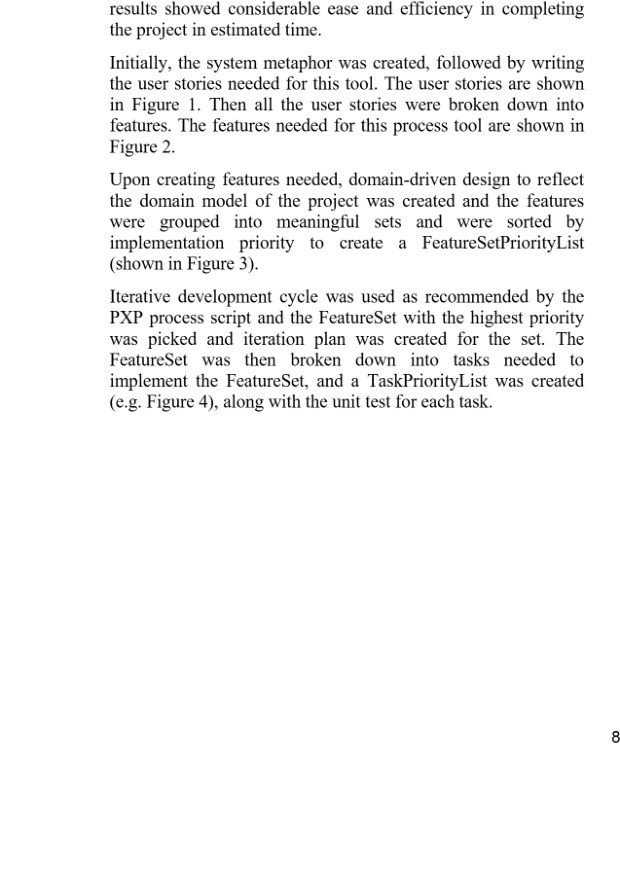 results showed considerable ease and efficiency in completing
the project in estimated time.
Initially, the system metaphor was created, followed by writing
the user stories needed for this tool. The user stories are shown
in Figure 1. Then all the user stories were broken down into
features. The features needed for this process tool are shown in
Figure 2.
Upon creating features needed, domain-driven design to reflect
the domain model of the project was created and the features
were grouped into meaningful sets and were sorted by
implementation priority to create a FeatureSetPriorityList
(shown in Figure 3).
Iterative development cycle was used as recommended by the
PXP process script and the FeatureSet with the highest priority
was picked and iteration plan was created for the set. The
FeatureSet was then broken down into tasks needed to
implement the FeatureSet, and a TaskPriorityList was created
(e.g. Figure 4), along with the unit test for each task.
8